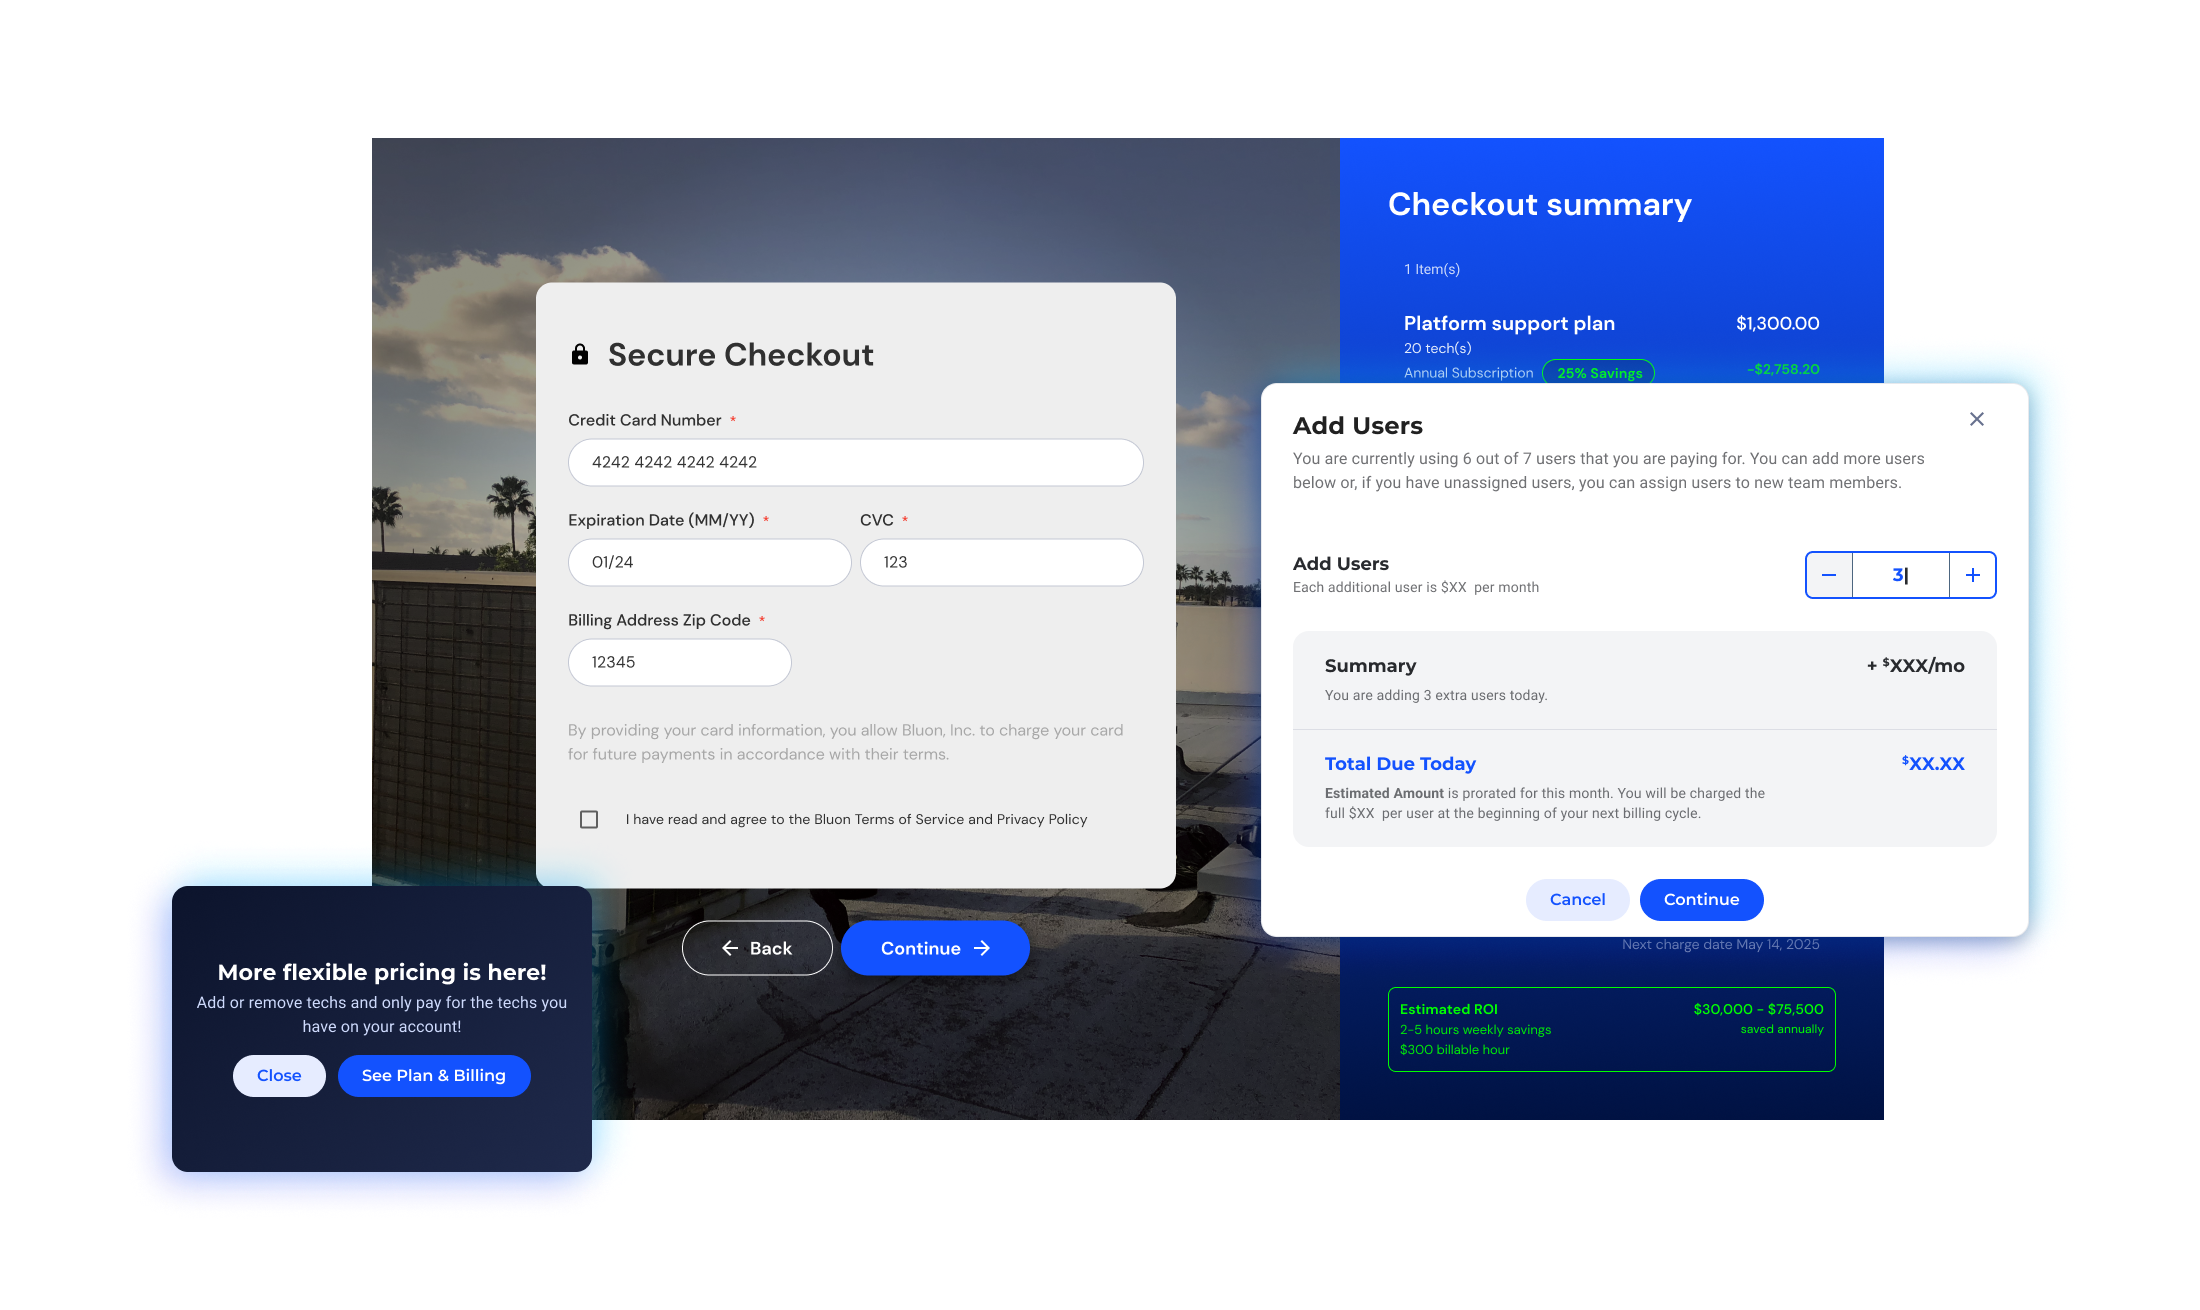 Secure Checkout
Credit Card Number *
4242 4242 4242 4242
Expiration Date (MM/YY) *
CVC *
01/24
123
Billing Address Zip Code *
12345
By providing your card information, you allow Bluon, Inc. to charge your card
for future payments in accordance with their terms.
I have read and agree to the Bluon Terms of Service and Privacy Policy
Back
Continue
Checkout summary
1 Item(s)
Platform support plan
$1,300.00
20 tech(s)
Annual Subscription
25% Savings
-$2,758.20
Add Users
You are currently using 6 out of 7 users that you are paying for. You can add more users
below or, if you have unassigned users, you can assign users to new team members.
Add Users
Each additional user is $XX per month
3
Summary
+ $XXX/mo
You are adding 3 extra users today.
Total Due Today
$XX.XX
Estimated Amount is prorated for this month. You will be charged the
full $XX per user at the beginning of your next billing cycle.
Cancel
Continue
Next charge date May 14, 2025
Estimated ROI
$30,000 - $75,500
2-5 hours weekly savings
saved annually
$300 billable hour
More flexible pricing is here!
Add or remove techs and only pay for the techs you
have on your account!
Close
See Plan & Billing